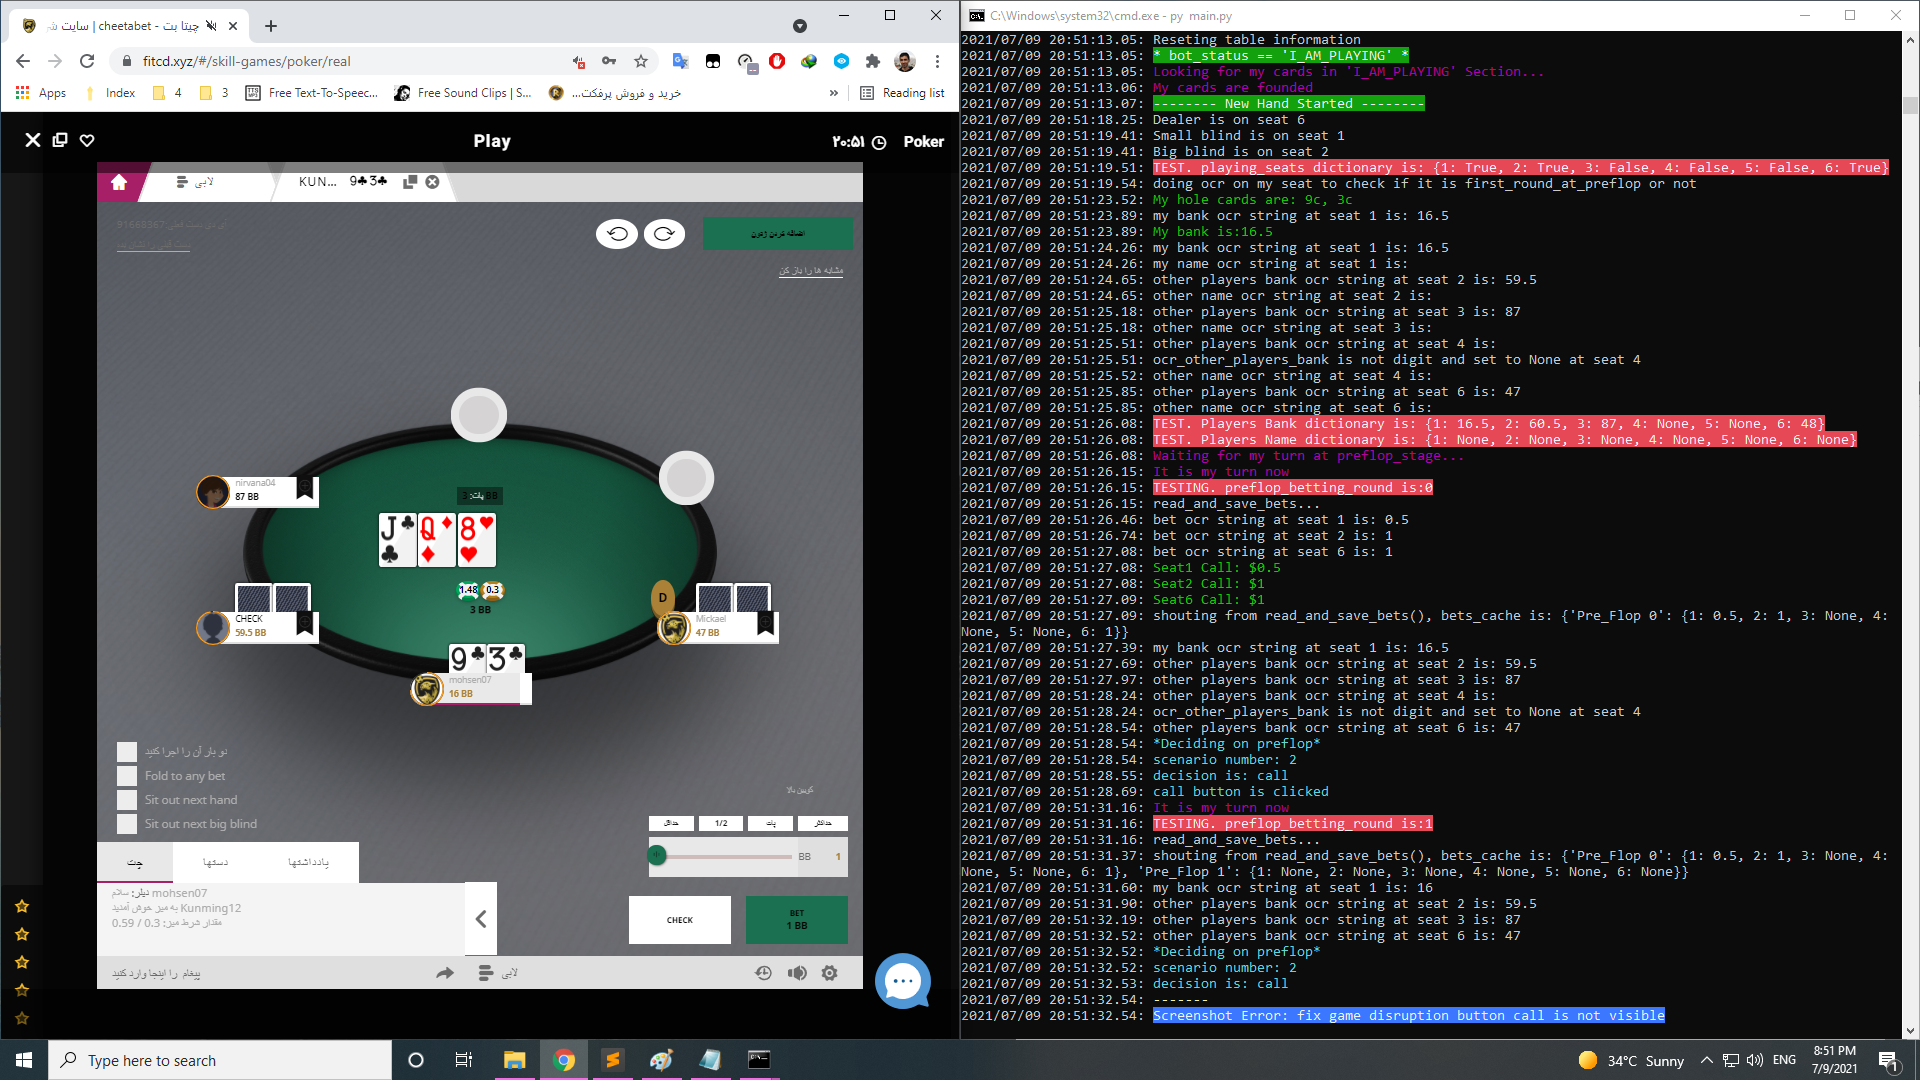 چیتا بت - cheetabet | سایت
fitcd.xyz/#/skill-games/poker/real
Apps
Index
4
3
Free Text-To-Speec...
Free Sound Clips | S...
خرید و فروش پرفکت...
»
Reading list
Play
۲۰:۵۱
Poker
لابی
KUN... 9♣3♣
اضافه کردن ژتون
مشابه ها را باز کن
nirvana04
87 BB
پات: 3 BB
J♣ Q♦ 8♥
1.48 0.3
3 BB
D
CHECK
59.5 BB
Mickael
47 BB
9♣ 3♣
mohsen07
16 BB
دو بار آن را اجرا کنید
Fold to any bet
Sit out next hand
Sit out next big blind
حداقل
1/2
پات
حداکثر
BB 1
چت
دستها
یادداشتها
دیلر: سلام mohsen07
به میز خوش آمدید Kunming12
مقدار شرط میز: 0.3 / 0.59
CHECK
BET
1 BB
پیغام را اینجا وارد کنید
لابی
C:\Windows\system32\cmd.exe - py main.py
2021/07/09 20:51:13.05: Reseting table information
2021/07/09 20:51:13.05: * bot_status == 'I_AM_PLAYING' *
2021/07/09 20:51:13.05: Looking for my cards in 'I_AM_PLAYING' Section...
2021/07/09 20:51:13.06: My cards are founded
2021/07/09 20:51:13.07: -------- New Hand Started --------
2021/07/09 20:51:18.25: Dealer is on seat 6
2021/07/09 20:51:19.41: Small blind is on seat 1
2021/07/09 20:51:19.41: Big blind is on seat 2
2021/07/09 20:51:19.51: TEST. playing_seats dictionary is: {1: True, 2: True, 3: False, 4: False, 5: False, 6: True}
2021/07/09 20:51:19.54: doing ocr on my seat to check if it is first_round_at_preflop or not
2021/07/09 20:51:23.52: My hole cards are: 9c, 3c
2021/07/09 20:51:23.89: my bank ocr string at seat 1 is: 16.5
2021/07/09 20:51:23.89: My bank is:16.5
2021/07/09 20:51:24.26: my bank ocr string at seat 1 is: 16.5
2021/07/09 20:51:24.26: my name ocr string at seat 1 is:
2021/07/09 20:51:24.65: other players bank ocr string at seat 2 is: 59.5
2021/07/09 20:51:24.65: other name ocr string at seat 2 is:
2021/07/09 20:51:25.18: other players bank ocr string at seat 3 is: 87
2021/07/09 20:51:25.18: other name ocr string at seat 3 is:
2021/07/09 20:51:25.51: other players bank ocr string at seat 4 is:
2021/07/09 20:51:25.51: ocr_other_players_bank is not digit and set to None at seat 4
2021/07/09 20:51:25.52: other name ocr string at seat 4 is:
2021/07/09 20:51:25.85: other players bank ocr string at seat 6 is: 47
2021/07/09 20:51:25.85: other name ocr string at seat 6 is:
2021/07/09 20:51:26.08: TEST. Players Bank dictionary is: {1: 16.5, 2: 60.5, 3: 87, 4: None, 5: None, 6: 48}
2021/07/09 20:51:26.08: TEST. Players Name dictionary is: {1: None, 2: None, 3: None, 4: None, 5: None, 6: None}
2021/07/09 20:51:26.08: Waiting for my turn at preflop_stage...
2021/07/09 20:51:26.15: It is my turn now
2021/07/09 20:51:26.15: TESTING. preflop_betting_round is:0
2021/07/09 20:51:26.15: read_and_save_bets...
2021/07/09 20:51:26.46: bet ocr string at seat 1 is: 0.5
2021/07/09 20:51:26.74: bet ocr string at seat 2 is: 1
2021/07/09 20:51:27.08: bet ocr string at seat 6 is: 1
2021/07/09 20:51:27.08: Seat1 Call: $0.5
2021/07/09 20:51:27.08: Seat2 Call: $1
2021/07/09 20:51:27.09: Seat6 Call: $1
2021/07/09 20:51:27.09: shouting from read_and_save_bets(), bets_cache is: {'Pre_Flop 0': {1: 0.5, 2: 1, 3: None, 4:
None, 5: None, 6: 1}}
2021/07/09 20:51:27.39: my bank ocr string at seat 1 is: 16.5
2021/07/09 20:51:27.69: other players bank ocr string at seat 2 is: 59.5
2021/07/09 20:51:27.97: other players bank ocr string at seat 3 is: 87
2021/07/09 20:51:28.24: other players bank ocr string at seat 4 is:
2021/07/09 20:51:28.24: ocr_other_players_bank is not digit and set to None at seat 4
2021/07/09 20:51:28.54: other players bank ocr string at seat 6 is: 47
2021/07/09 20:51:28.54: *Deciding on preflop*
2021/07/09 20:51:28.54: scenario number: 2
2021/07/09 20:51:28.55: decision is: call
2021/07/09 20:51:28.69: call button is clicked
2021/07/09 20:51:31.16: It is my turn now
2021/07/09 20:51:31.16: TESTING. preflop_betting_round is:1
2021/07/09 20:51:31.16: read_and_save_bets...
2021/07/09 20:51:31.37: shouting from read_and_save_bets(), bets_cache is: {'Pre_Flop 0': {1: 0.5, 2: 1, 3: None, 4:
None, 5: None, 6: 1}, 'Pre_Flop 1': {1: None, 2: None, 3: None, 4: None, 5: None, 6: None}}
2021/07/09 20:51:31.60: my bank ocr string at seat 1 is: 16
2021/07/09 20:51:31.90: other players bank ocr string at seat 2 is: 59.5
2021/07/09 20:51:32.19: other players bank ocr string at seat 3 is: 87
2021/07/09 20:51:32.52: other players bank ocr string at seat 6 is: 47
2021/07/09 20:51:32.52: *Deciding on preflop*
2021/07/09 20:51:32.52: scenario number: 2
2021/07/09 20:51:32.53: decision is: call
2021/07/09 20:51:32.54: -------
2021/07/09 20:51:32.54: Screenshot Error: fix game disruption button call is not visible
Type here to search
34°C Sunny
ENG
8:51 PM
7/9/2021
1